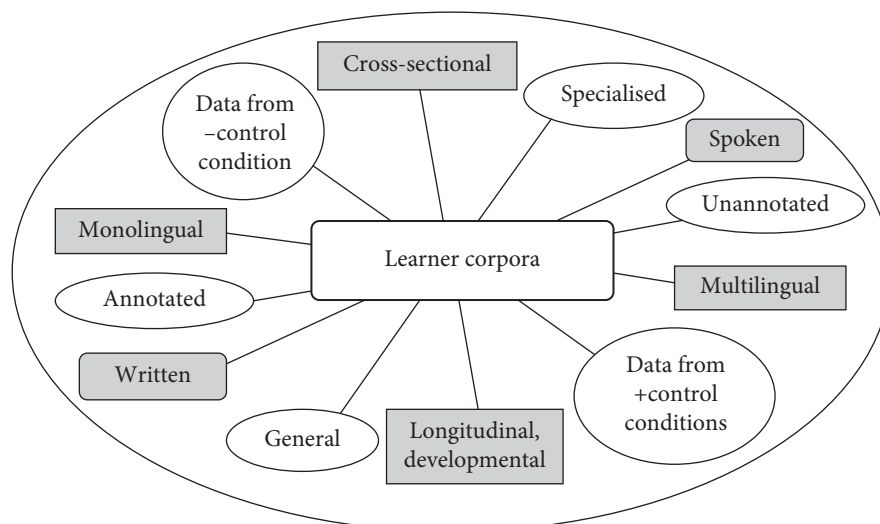 Cross-sectional
Data from
–control
condition
Specialised
Spoken
Unannotated
Monolingual
Learner corpora
Annotated
Multilingual
Written
Data from
+control
conditions
General
Longitudinal,
developmental